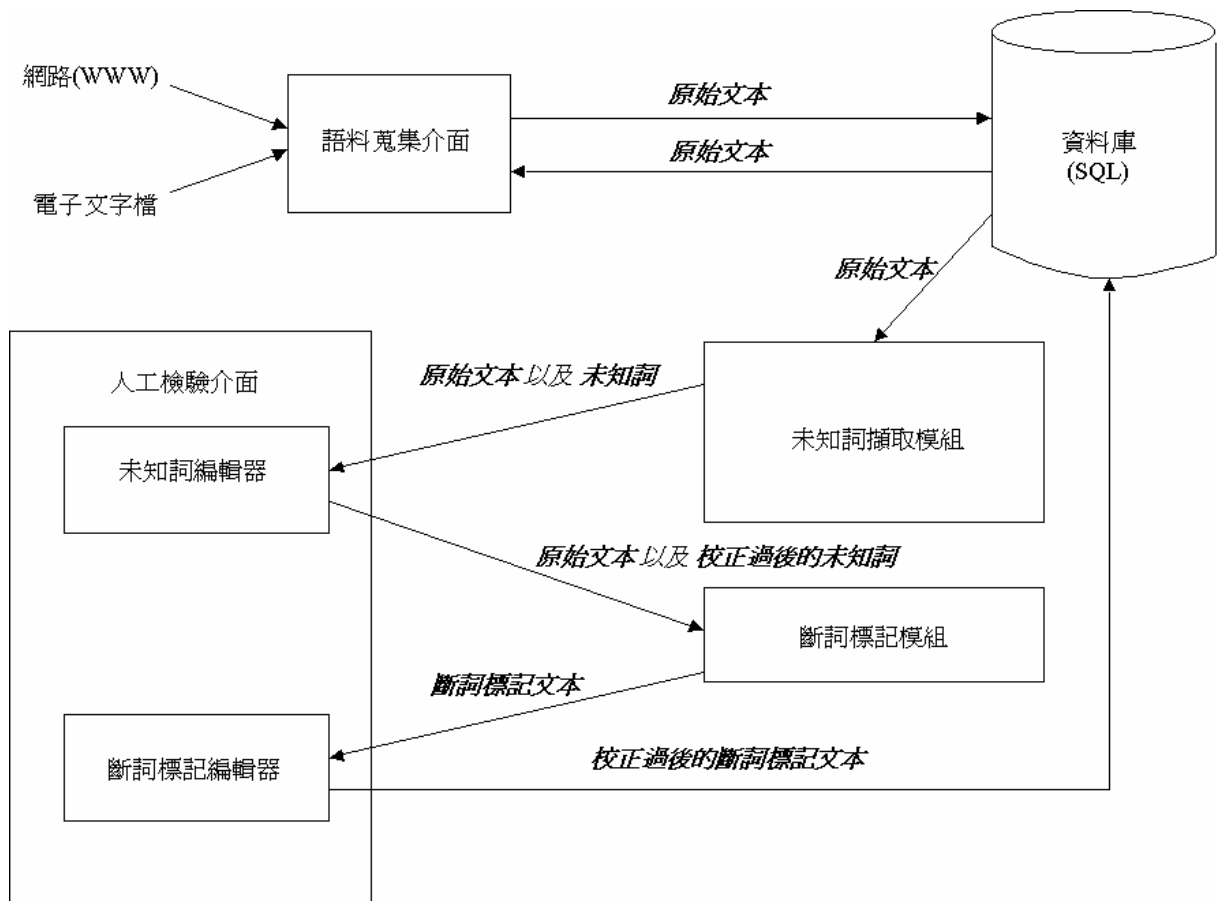 網路(WWW)
電子文字檔
語料蒐集介面
原始文本
原始文本
資料庫
(SQL)
原始文本
人工檢驗介面
原始文本 以及 未知詞
未知詞擷取模組
未知詞編輯器
原始文本 以及 校正過後的未知詞
斷詞標記模組
斷詞標記文本
斷詞標記編輯器
校正過後的斷詞標記文本